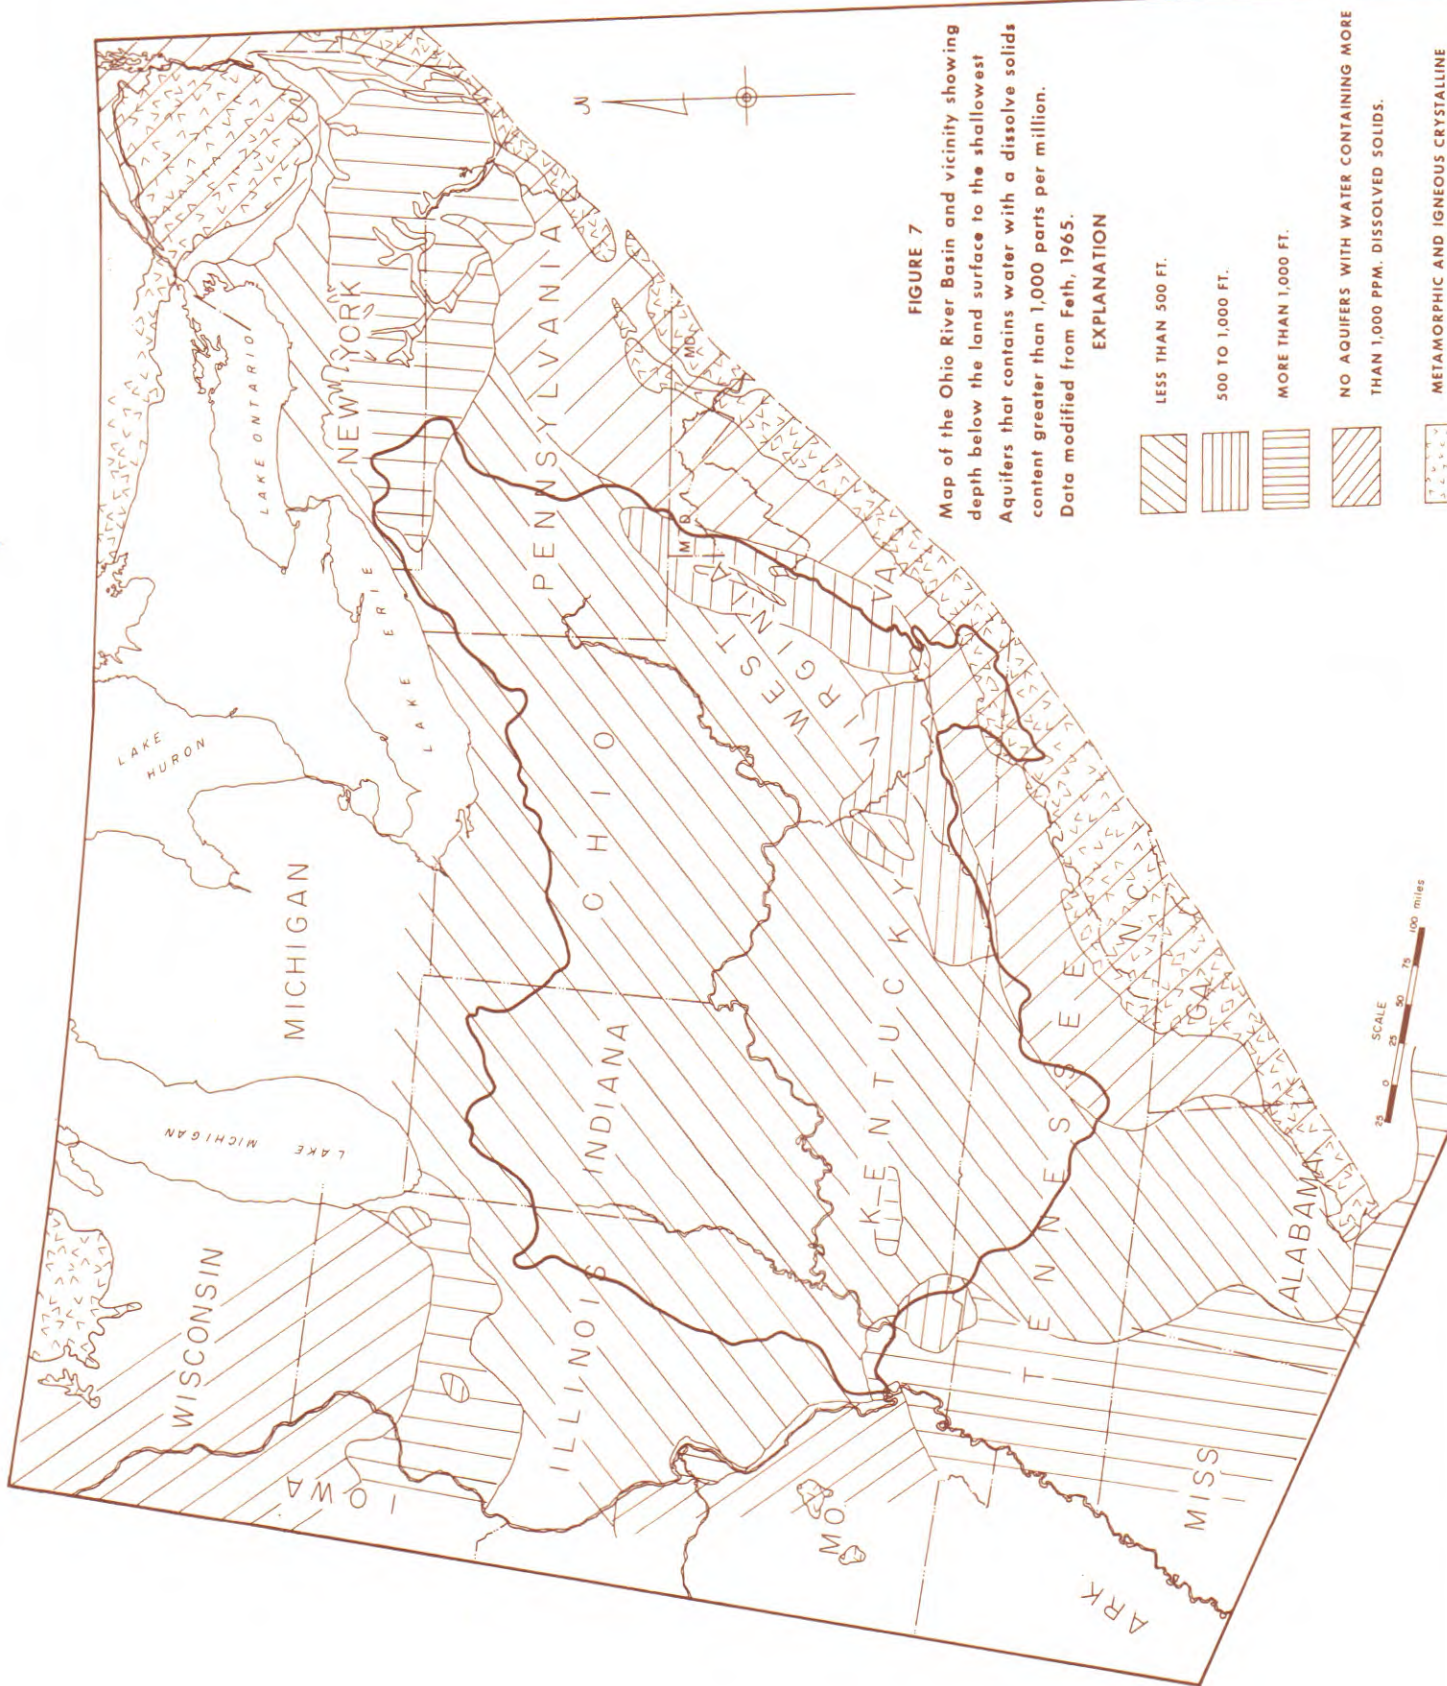 LAKE
HURON
MICHIGAN
LAKE MICHIGAN
WISCONSIN
LAKE ONTARIO
NEW YORK
LAKE ERIE
PENNSYLVANIA
OHIO
INDIANA
ILLINOIS
IOWA
WEST
VIRGINIA
MD
MD
VA
KENTUCKY
TENNESSEE
N C
GA
ALABAMA
MISS
ARK
MO
N
FIGURE 7
Map of the Ohio River Basin and vicinity showing
depth below the land surface to the shallowest
Aquifers that contains water with a dissolve solids
content greater than 1,000 parts per million.
Data modified from Feth, 1965.
EXPLANATION
LESS THAN 500 FT.
500 TO 1,000 FT.
MORE THAN 1,000 FT.
NO AQUIFERS WITH WATER CONTAINING MORE
THAN 1,000 PPM. DISSOLVED SOLIDS.
METAMORPHIC AND IGNEOUS CRYSTALLINE
SCALE
25 0 25 50 75 100 miles